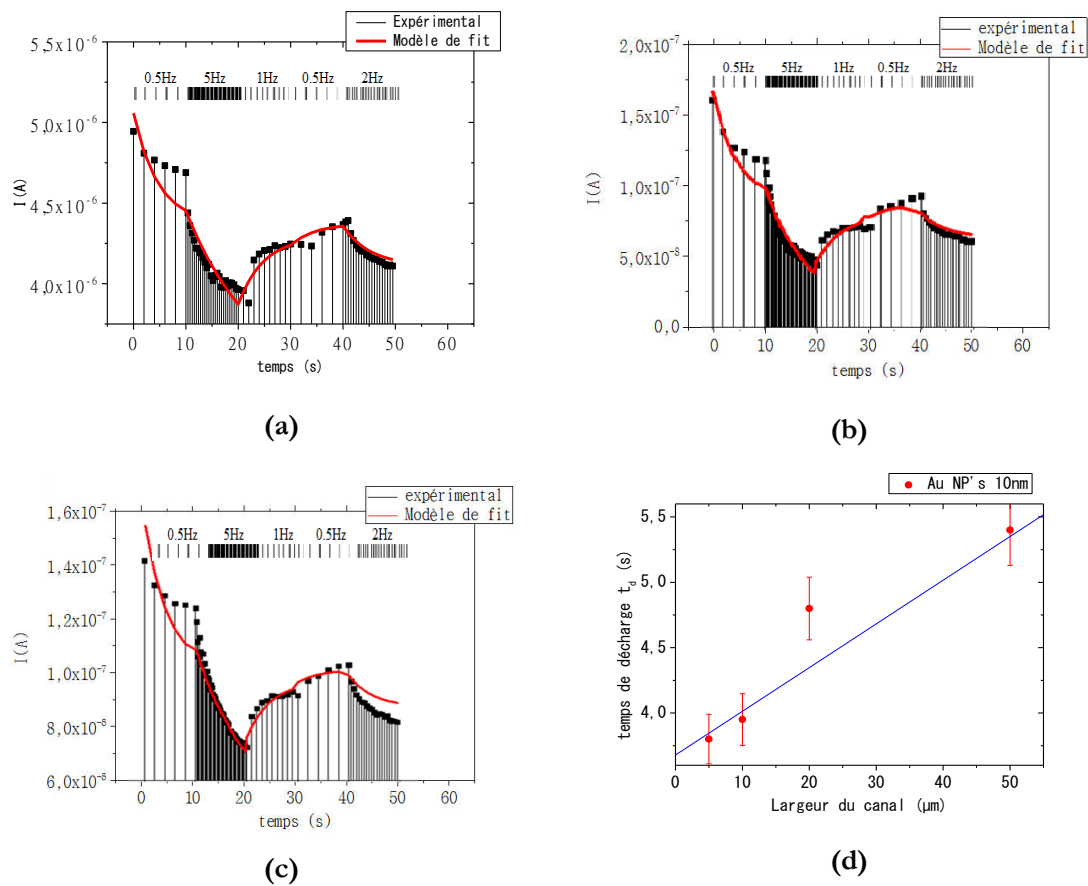 Expérimental
Modèle de fit
5,5x10⁻⁶
5,0x10⁻⁶
4,5x10⁻⁶
4,0x10⁻⁶
I(A)
0.5Hz 5Hz 1Hz 0.5Hz 2Hz
0 10 20 30 40 50 60
temps (s)
(a)
expérimental
Modèle de fit
2,0x10⁻⁷
1,5x10⁻⁷
1,0x10⁻⁷
5,0x10⁻⁸
0,0
I(A)
0.5Hz 5Hz 1Hz 0.5Hz 2Hz
0 10 20 30 40 50 60
temps (s)
(b)
expérimental
Modèle de fit
1,6x10⁻⁷
1,4x10⁻⁷
1,2x10⁻⁷
1,0x10⁻⁷
8,0x10⁻⁸
6,0x10⁻⁸
I(A)
0.5Hz 5Hz 1Hz 0.5Hz 2Hz
0 10 20 30 40 50 60
temps (s)
(c)
Au NP's 10nm
5,5
5,0
4,5
4,0
temps de décharge t_d (s)
0 10 20 30 40 50
Largeur du canal (µm)
(d)